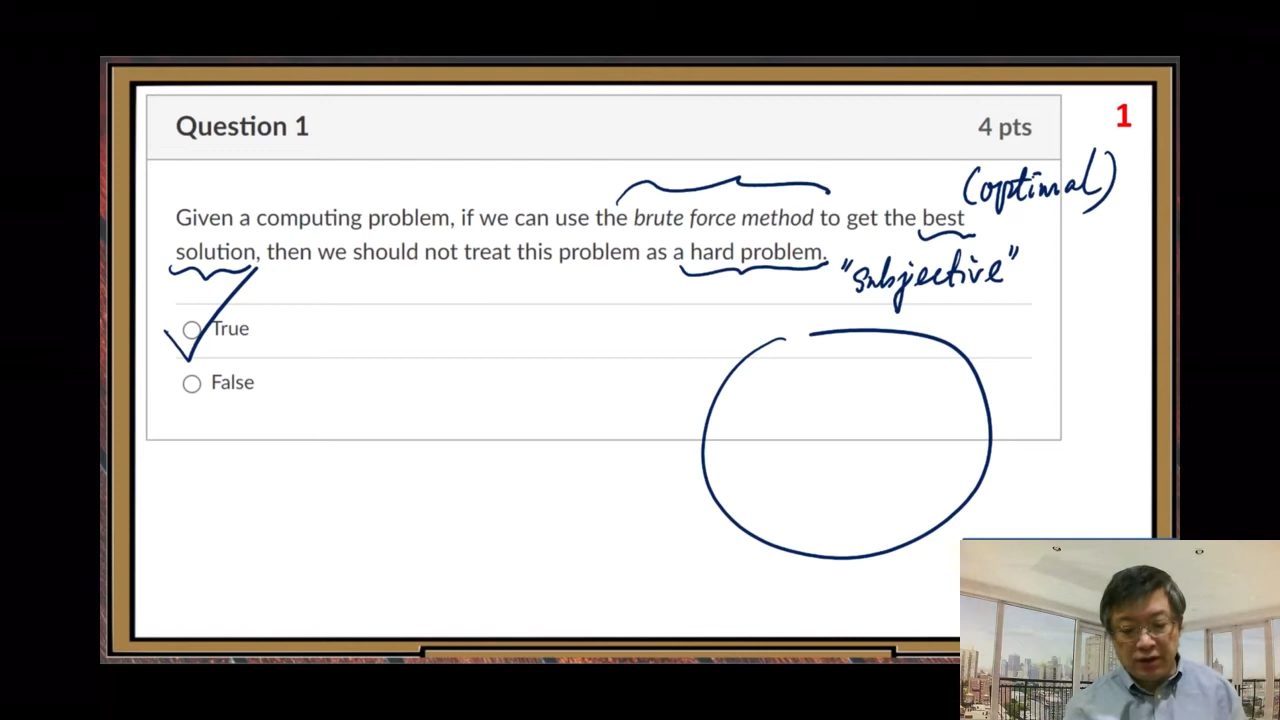 Question 1
4 pts
1
(optimal)
Given a computing problem, if we can use the brute force method to get the best
solution, then we should not treat this problem as a hard problem.
"subjective"
True
False